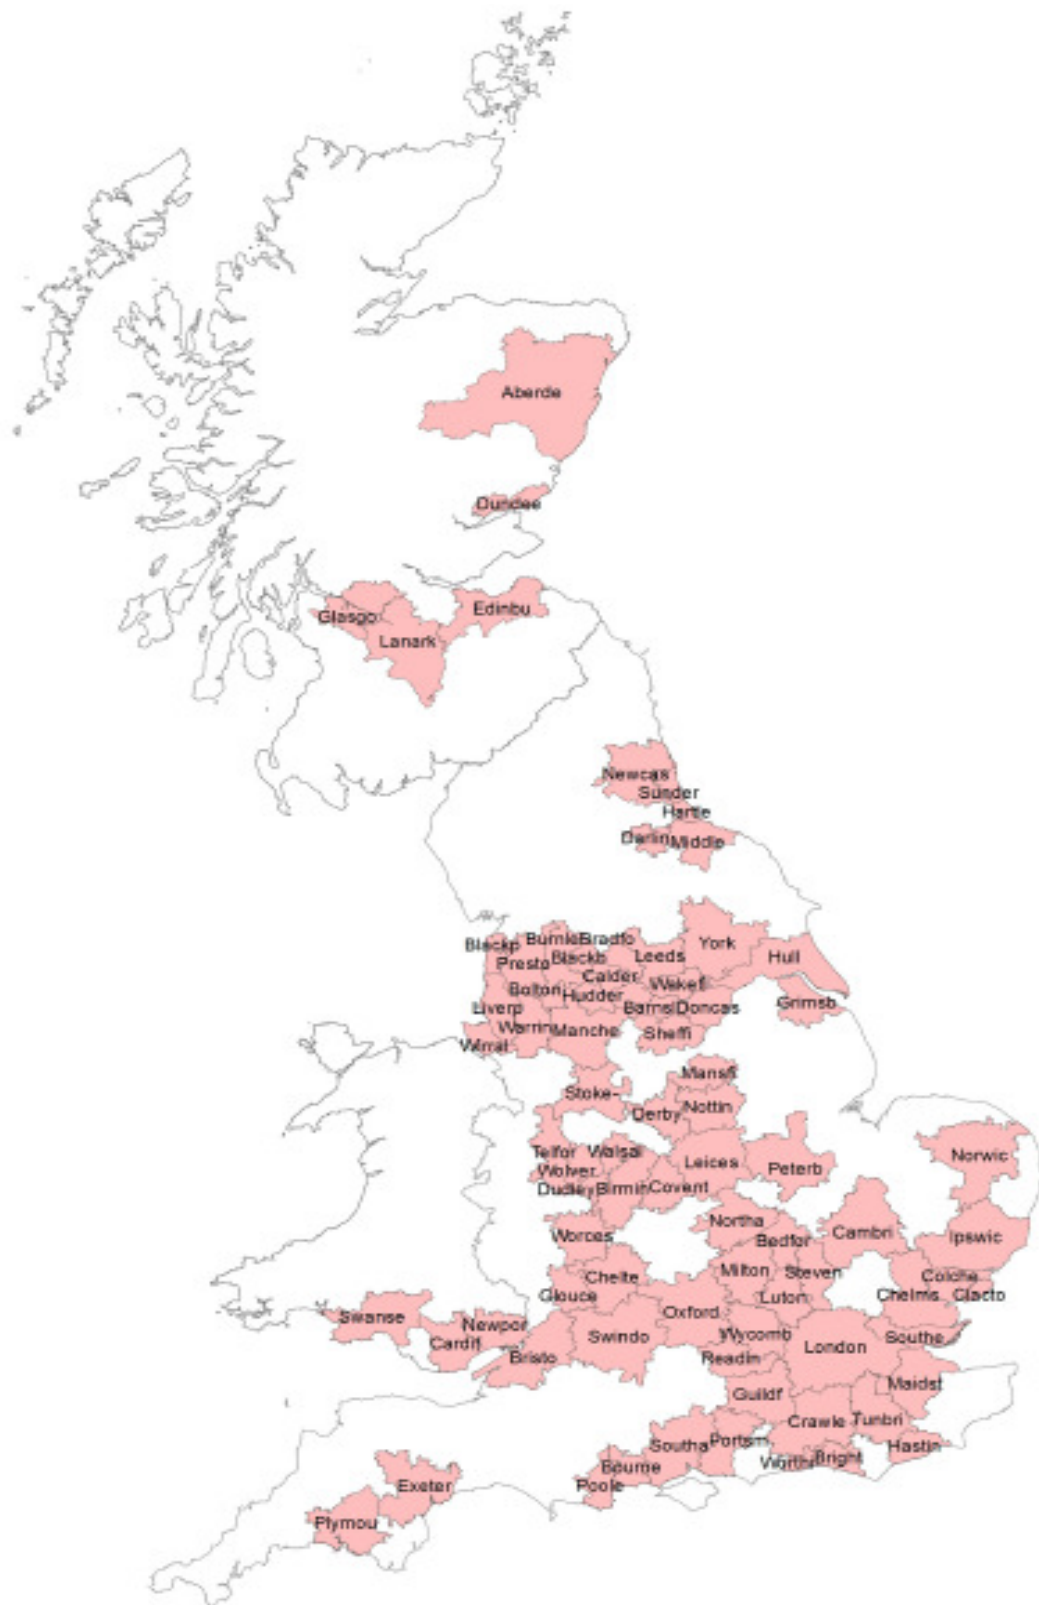 Aberde
Dundee
Edinbu
Glasgo
Lanark
Newcas
Sunder
Hartle
Darlin
Middle
Burnle
Bradfo
Blackp
York
Blackb
Leeds
Hull
Presto
Calder
Wakefi
Bolton
Hudder
Grimsb
Liverp
Barnsl
Doncas
Warrin
Manche
Sheffi
Wirral
Mansfi
Stoke-
Nottin
Derby
Telfor
Walsal
Norwic
Leices
Peterb
Wolver
Dudley
Birmin
Covent
Northa
Cambri
Worces
Bedfor
Ipswic
Milton
Steven
Chelte
Colche
Glouce
Luton
Chelms
Clacto
Oxford
Swanse
Newpor
Wycomb
Swindo
Southe
Cardif
London
Bristo
Readin
Maidst
Guildf
Crawle
Tunbri
Southa
Portsm
Hastin
Worthi
Bright
Bourne
Exeter
Poole
Plymou